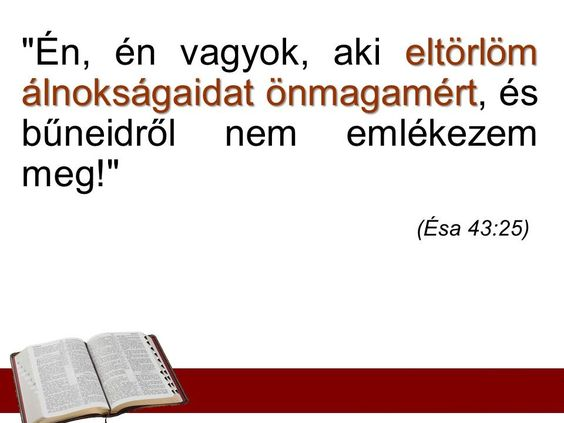 "Én, én vagyok, aki eltörlöm
álnokságaidat önmagamért, és
bűneidről nem emlékezem
meg!"
(Ésa 43:25)